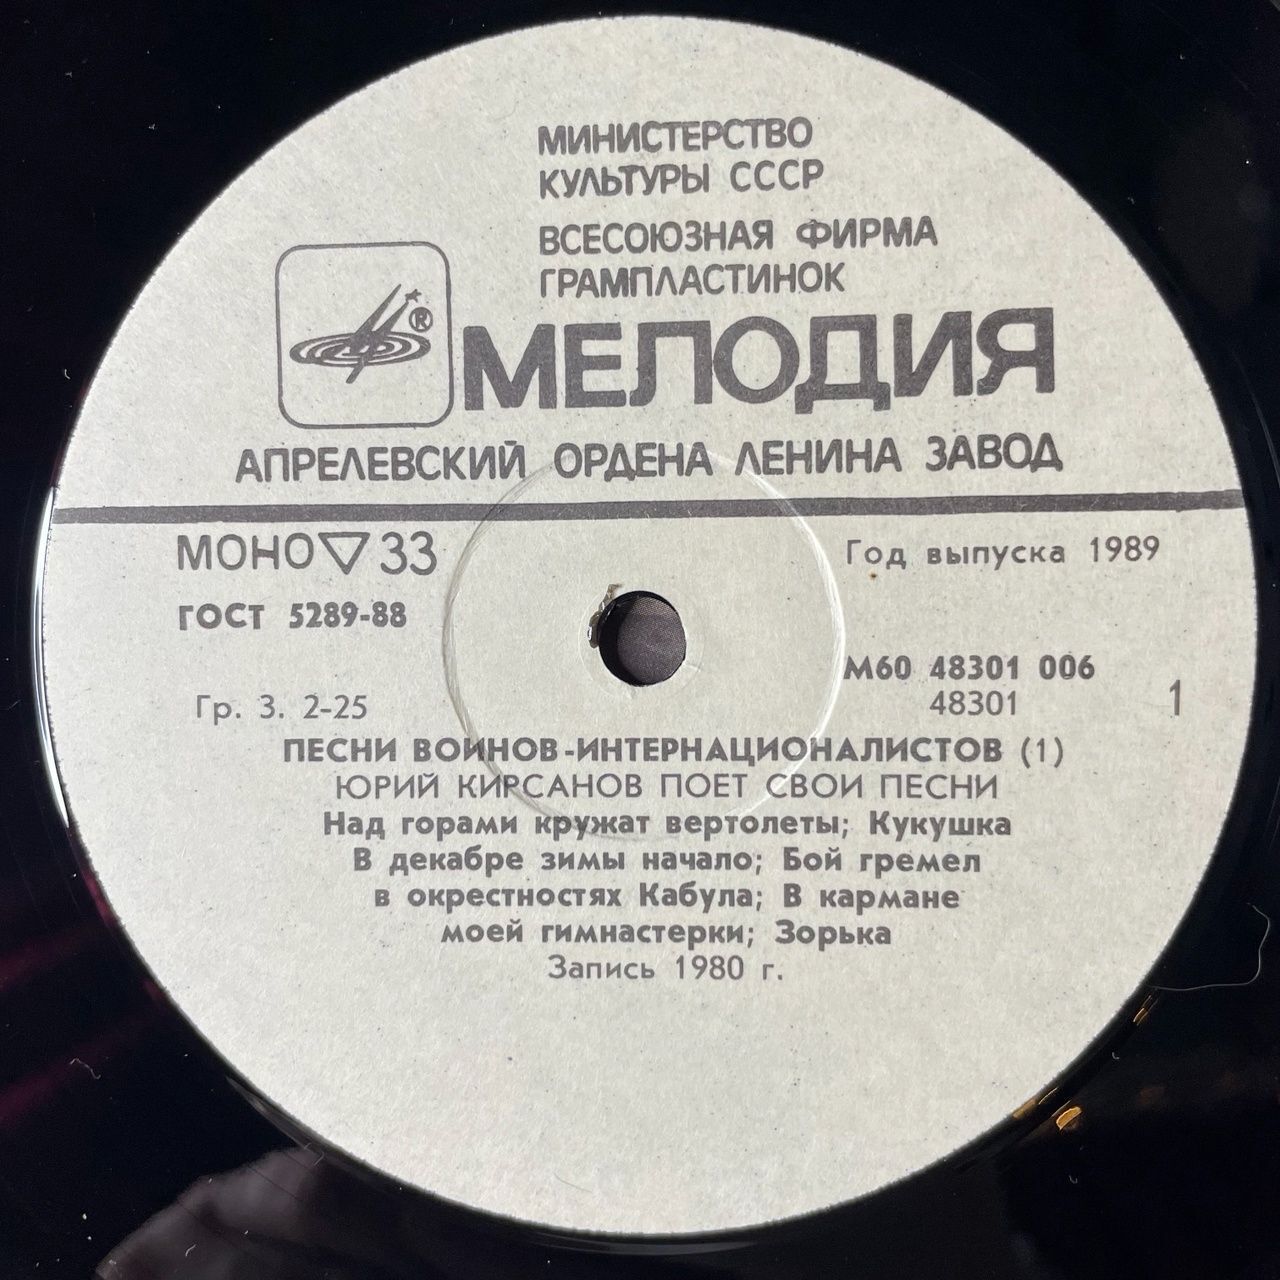 МИНИСТЕРСТВО
КУЛЬТУРЫ СССР
ВСЕСОЮЗНАЯ ФИРМА
ГРАМПЛАСТИНОК
®
МЕЛОДИЯ
АПРЕЛЕВСКИЙ ОРДЕНА ЛЕНИНА ЗАВОД
МОНО ▽ 33
Год выпуска 1989
ГОСТ 5289-88
М60 48301 006
Гр. 3. 2-25
48301
1
ПЕСНИ ВОИНОВ-ИНТЕРНАЦИОНАЛИСТОВ (1)
ЮРИЙ КИРСАНОВ ПОЕТ СВОИ ПЕСНИ
Над горами кружат вертолеты; Кукушка
В декабре зимы начало; Бой гремел
в окрестностях Кабула; В кармане
моей гимнастерки; Зорька
Запись 1980 г.